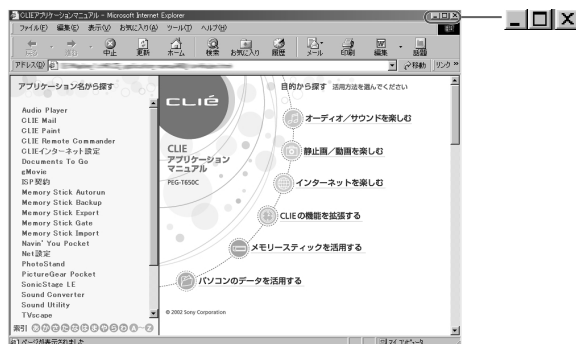 CLIEアプリケーションマニュアル - Microsoft Internet Explorer
ファイル(F) 編集(E) 表示(V) お気に入り(A) ツール(T) ヘルプ(H)
戻る 次へ 中止 更新 ホーム 検索 お気に入り 履歴 メール 印刷 編集 話題
アドレス(D) 移動 リンク »
アプリケーション名から探す
Audio Player
CLIE Mail
CLIE Paint
CLIE Remote Commander
CLIEインターネット設定
Documents To Go
gMovie
ISP契約
Memory Stick Autorun
Memory Stick Backup
Memory Stick Export
Memory Stick Gate
Memory Stick Import
Navin' You Pocket
Net設定
PhotoStand
PictureGear Pocket
SonicStage LE
Sound Converter
Sound Utility
TVscape
索引 あ か さ た な は ま や ら わ A~Z
CLIÉ
CLIE
アプリケーション
マニュアル
PEG-T650C
目的から探す 活用方法を選んでください
オーディオ/サウンドを楽しむ
静止画/動画を楽しむ
インターネットを楽しむ
CLIEの機能を拡張する
メモリースティックを活用する
パソコンのデータを活用する
© 2002 Sony Corporation
ページが表示されました
マイ コンピュータ